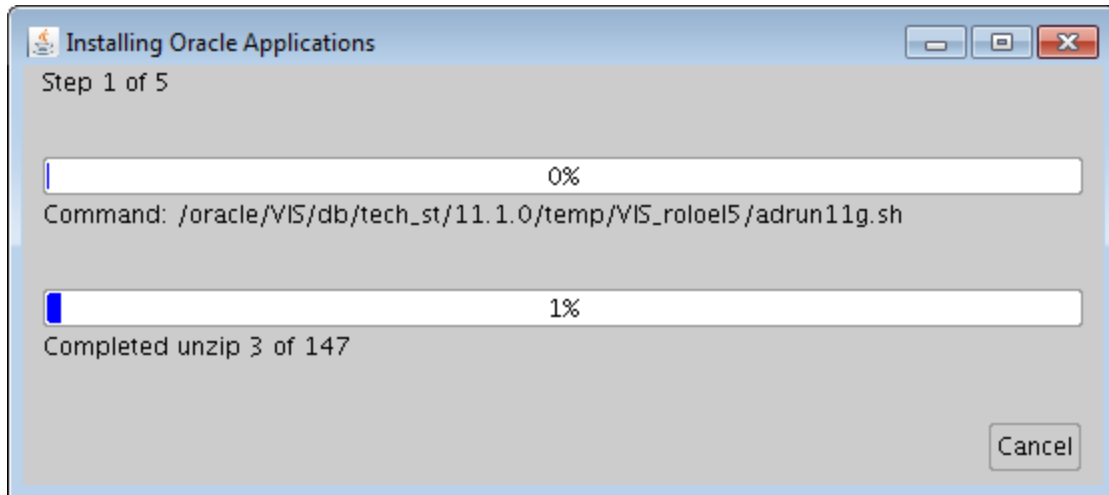 Installing Oracle Applications
Step 1 of 5
0%
Command: /oracle/VIS/db/tech_st/11.1.0/temp/VIS_roloel5/adrun11g.sh
1%
Completed unzip 3 of 147
Cancel